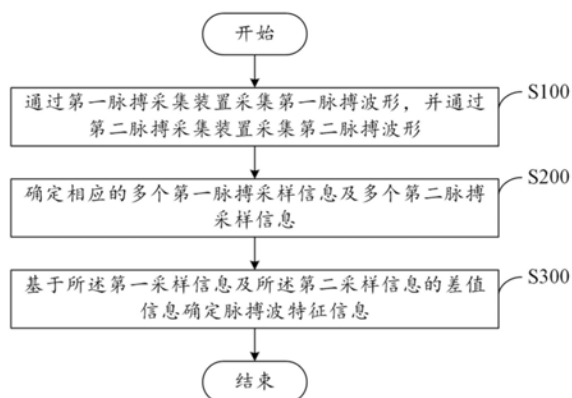 开始
通过第一脉搏采集装置采集第一脉搏波形，并通过
第二脉搏采集装置采集第二脉搏波形
S100
确定相应的多个第一脉搏采样信息及多个第二脉搏
采样信息
S200
基于所述第一采样信息及所述第二采样信息的差值
信息确定脉搏波特征信息
S300
结束